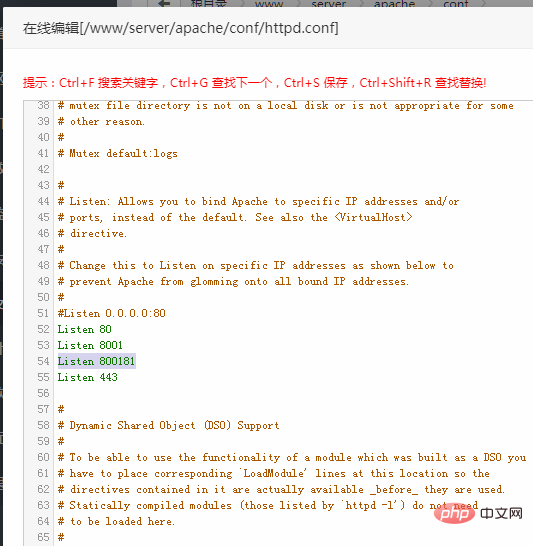 根目录 www server apache conf
在线编辑[/www/server/apache/conf/httpd.conf]
提示：Ctrl+F 搜索关键字，Ctrl+G 查找下一个，Ctrl+S 保存，Ctrl+Shift+R 查找替换!
38 # mutex file directory is not on a local disk or is not appropriate for some
39 # other reason.
40 #
41 # Mutex default:logs
42
43 #
44 # Listen: Allows you to bind Apache to specific IP addresses and/or
45 # ports, instead of the default. See also the <VirtualHost>
46 # directive.
47 #
48 # Change this to Listen on specific IP addresses as shown below to
49 # prevent Apache from glomming onto all bound IP addresses.
50 #
51 #Listen 0.0.0.0:80
52 Listen 80
53 Listen 8001
54 Listen 800181
55 Listen 443
56
57 #
58 # Dynamic Shared Object (DSO) Support
59 #
60 # To be able to use the functionality of a module which was built as a DSO you
61 # have to place corresponding `LoadModule' lines at this location so the
62 # directives contained in it are actually available _before_ they are used.
63 # Statically compiled modules (those listed by `httpd -l') do not need
64 # to be loaded here.
65 #
php 中文网